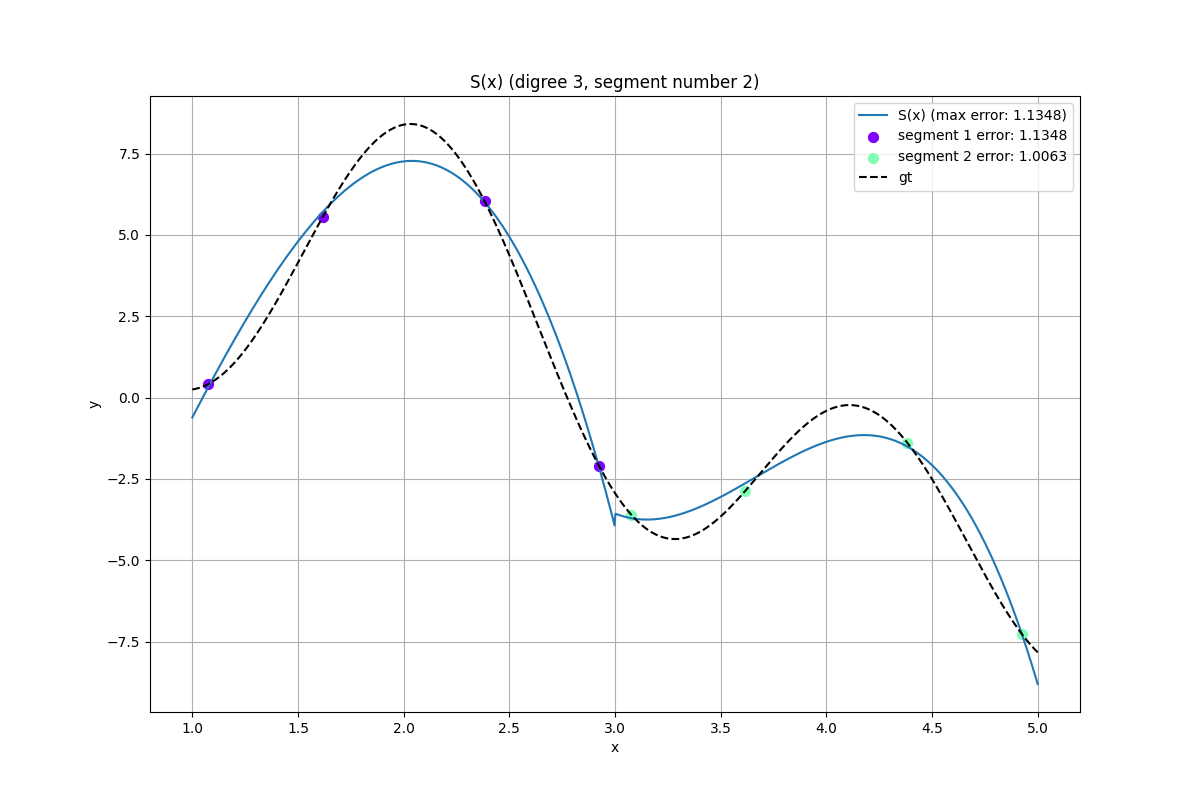 S(x) (digree 3, segment number 2)
S(x) (max error: 1.1348)
segment 1 error: 1.1348
segment 2 error: 1.0063
gt
7.5
5.0
2.5
0.0
−2.5
−5.0
−7.5
y
1.0 1.5 2.0 2.5 3.0 3.5 4.0 4.5 5.0
x